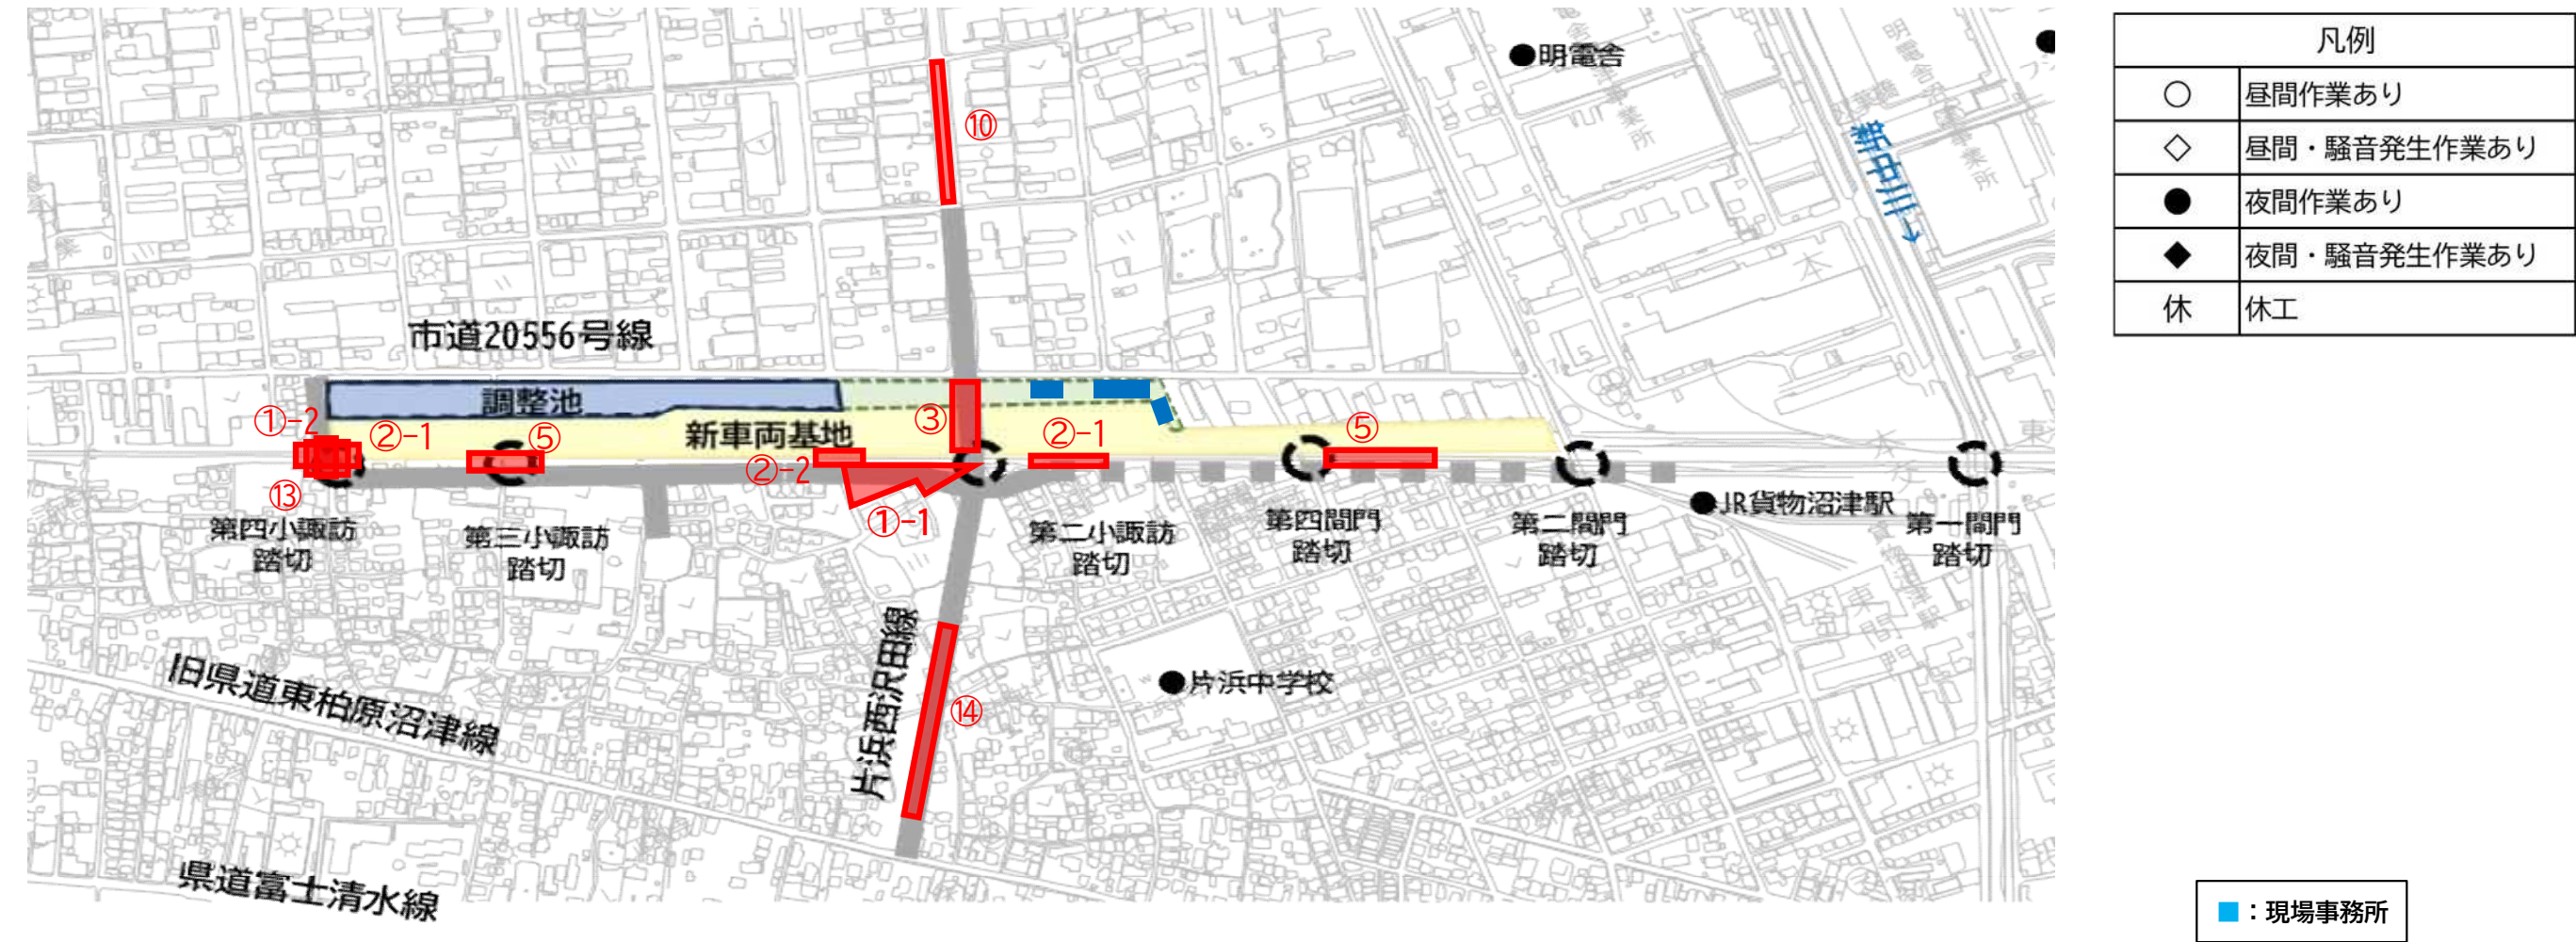 ●明電舎
凡例
○ 昼間作業あり
◇ 昼間・騒音発生作業あり
● 夜間作業あり
◆ 夜間・騒音発生作業あり
休 休工
⑩
新中川→
市道20556号線
調整池
新車両基地
①-2
②-1
⑤
③
②-1
⑤
②-2
⑬
①-1
●JR貨物沼津駅
第四小諏訪
踏切
第三小諏訪
踏切
第二小諏訪
踏切
第四間門
踏切
第二間門
踏切
第一間門
踏切
片浜西沢田線
●片浜中学校
⑭
旧県道東柏原沼津線
県道富士清水線
■：現場事務所